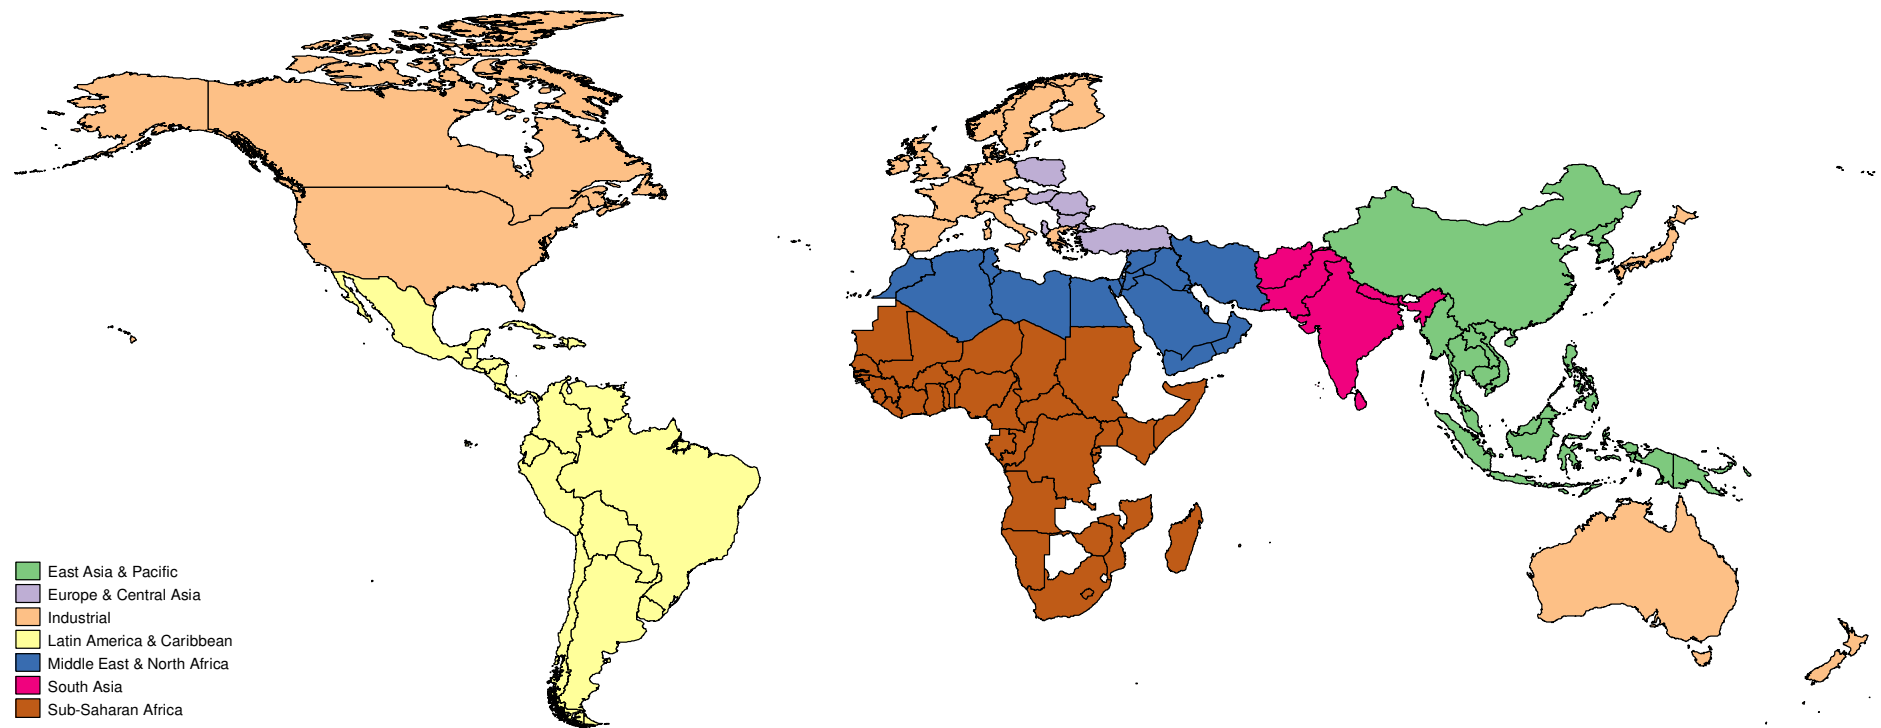 East Asia & Pacific
Europe & Central Asia
Industrial
Latin America & Caribbean
Middle East & North Africa
South Asia
Sub-Saharan Africa